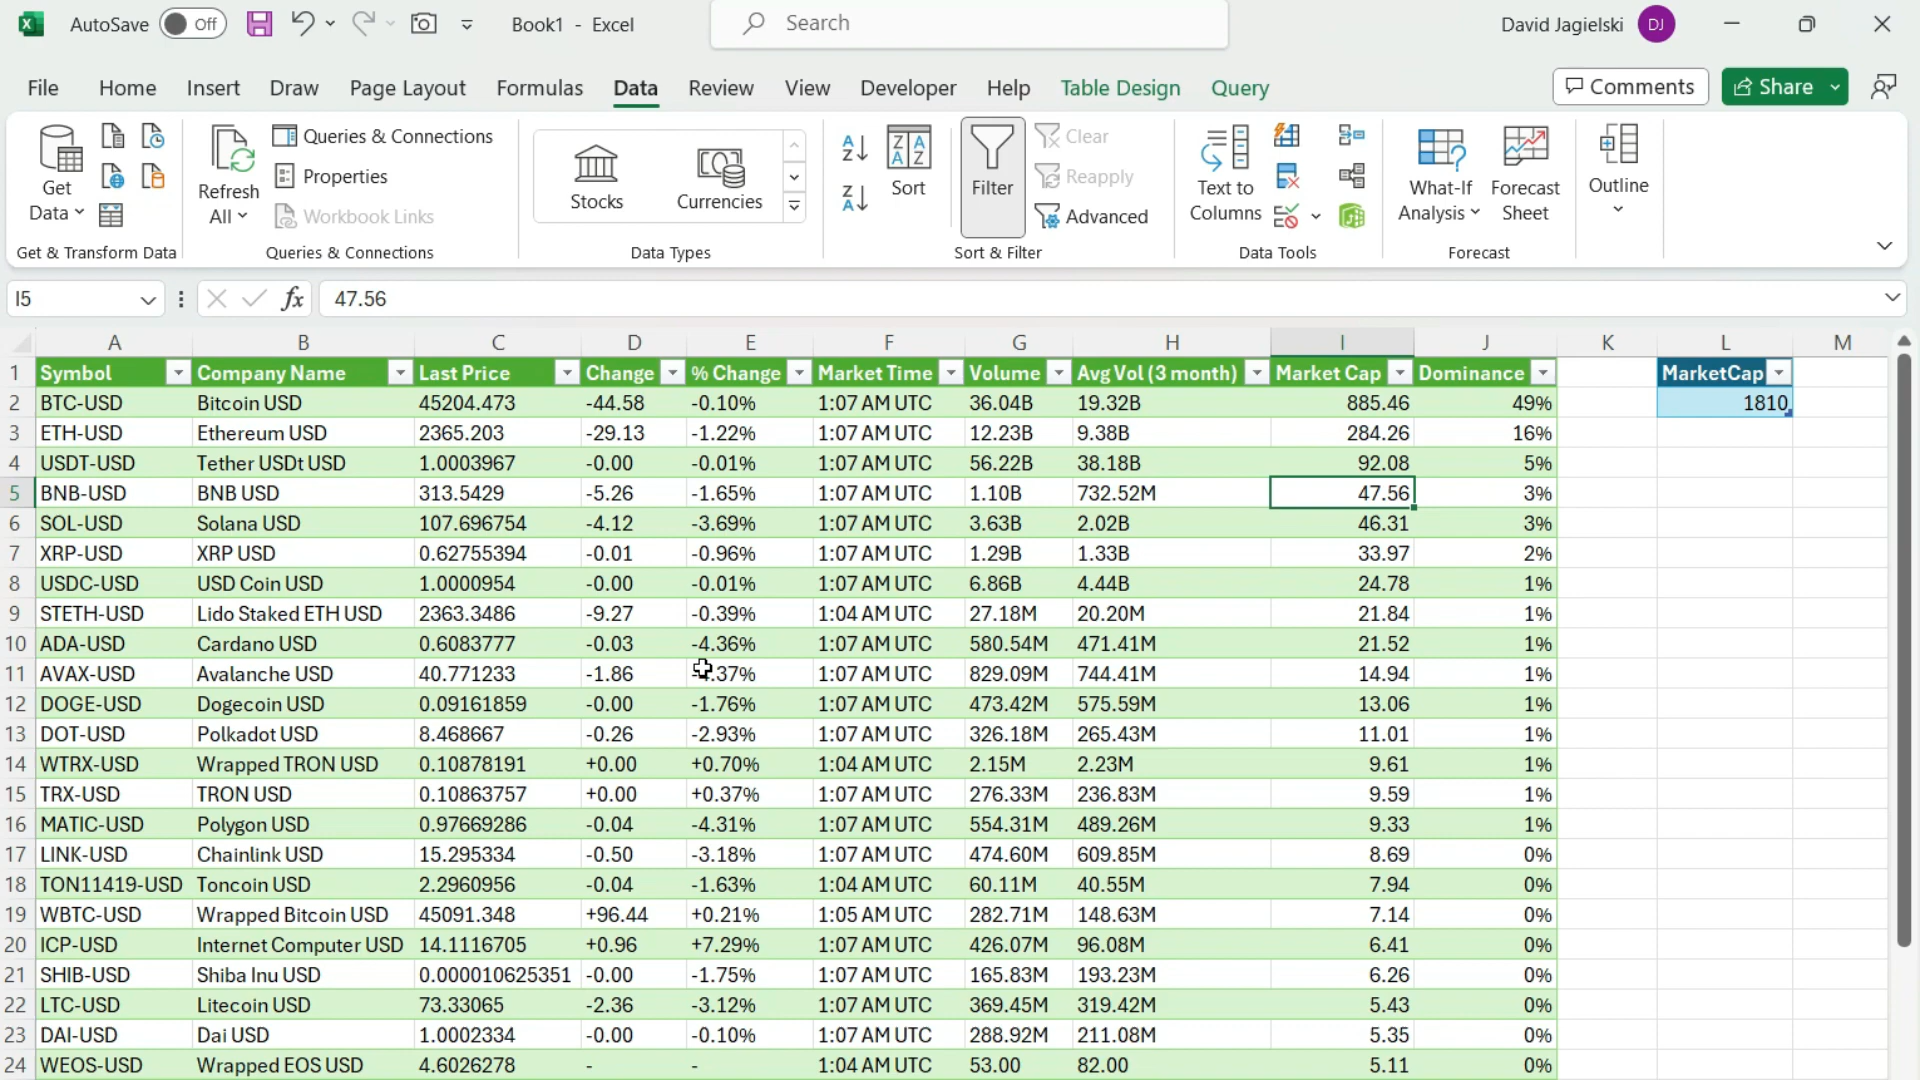 AutoSave Off Book1 - Excel Search David Jagielski DJ
File Home Insert Draw Page Layout Formulas Data Review View Developer Help Table Design Query Comments Share
Get Data
Refresh All
Queries & Connections
Properties
Workbook Links
Stocks
Currencies
Sort
Filter
Clear
Reapply
Advanced
Text to Columns
What-If Analysis
Forecast Sheet
Outline
Get & Transform Data Queries & Connections Data Types Sort & Filter Data Tools Forecast
I5 fx 47.56
A B C D E F G H I J K L M
1 Symbol Company Name Last Price Change % Change Market Time Volume Avg Vol (3 month) Market Cap Dominance MarketCap
2 BTC-USD Bitcoin USD 45204.473 -44.58 -0.10% 1:07 AM UTC 36.04B 19.32B 885.46 49% 1810
3 ETH-USD Ethereum USD 2365.203 -29.13 -1.22% 1:07 AM UTC 12.23B 9.38B 284.26 16%
4 USDT-USD Tether USDt USD 1.0003967 -0.00 -0.01% 1:07 AM UTC 56.22B 38.18B 92.08 5%
5 BNB-USD BNB USD 313.5429 -5.26 -1.65% 1:07 AM UTC 1.10B 732.52M 47.56 3%
6 SOL-USD Solana USD 107.696754 -4.12 -3.69% 1:07 AM UTC 3.63B 2.02B 46.31 3%
7 XRP-USD XRP USD 0.62755394 -0.01 -0.96% 1:07 AM UTC 1.29B 1.33B 33.97 2%
8 USDC-USD USD Coin USD 1.0000954 -0.00 -0.01% 1:07 AM UTC 6.86B 4.44B 24.78 1%
9 STETH-USD Lido Staked ETH USD 2363.3486 -9.27 -0.39% 1:04 AM UTC 27.18M 20.20M 21.84 1%
10 ADA-USD Cardano USD 0.6083777 -0.03 -4.36% 1:07 AM UTC 580.54M 471.41M 21.52 1%
11 AVAX-USD Avalanche USD 40.771233 -1.86 1:07 AM UTC 829.09M 744.41M 14.94 1%
12 DOGE-USD Dogecoin USD 0.09161859 -0.00 -1.76% 1:07 AM UTC 473.42M 575.59M 13.06 1%
13 DOT-USD Polkadot USD 8.468667 -0.26 -2.93% 1:07 AM UTC 326.18M 265.43M 11.01 1%
14 WTRX-USD Wrapped TRON USD 0.10878191 +0.00 +0.70% 1:04 AM UTC 2.15M 2.23M 9.61 1%
15 TRX-USD TRON USD 0.10863757 +0.00 +0.37% 1:07 AM UTC 276.33M 236.83M 9.59 1%
16 MATIC-USD Polygon USD 0.97669286 -0.04 -4.31% 1:07 AM UTC 554.31M 489.26M 9.33 1%
17 LINK-USD Chainlink USD 15.295334 -0.50 -3.18% 1:07 AM UTC 474.60M 609.85M 8.69 0%
18 TON11419-USD Toncoin USD 2.2960956 -0.04 -1.63% 1:04 AM UTC 60.11M 40.55M 7.94 0%
19 WBTC-USD Wrapped Bitcoin USD 45091.348 +96.44 +0.21% 1:05 AM UTC 282.71M 148.63M 7.14 0%
20 ICP-USD Internet Computer USD 14.1116705 +0.96 +7.29% 1:07 AM UTC 426.07M 96.08M 6.41 0%
21 SHIB-USD Shiba Inu USD 0.000010625351 -0.00 -1.75% 1:07 AM UTC 165.83M 193.23M 6.26 0%
22 LTC-USD Litecoin USD 73.33065 -2.36 -3.12% 1:07 AM UTC 369.45M 319.42M 5.43 0%
23 DAI-USD Dai USD 1.0002334 -0.00 -0.10% 1:07 AM UTC 288.92M 211.08M 5.35 0%
24 WEOS-USD Wrapped EOS USD 4.6026278 - - 1:04 AM UTC 53.00 82.00 5.11 0%